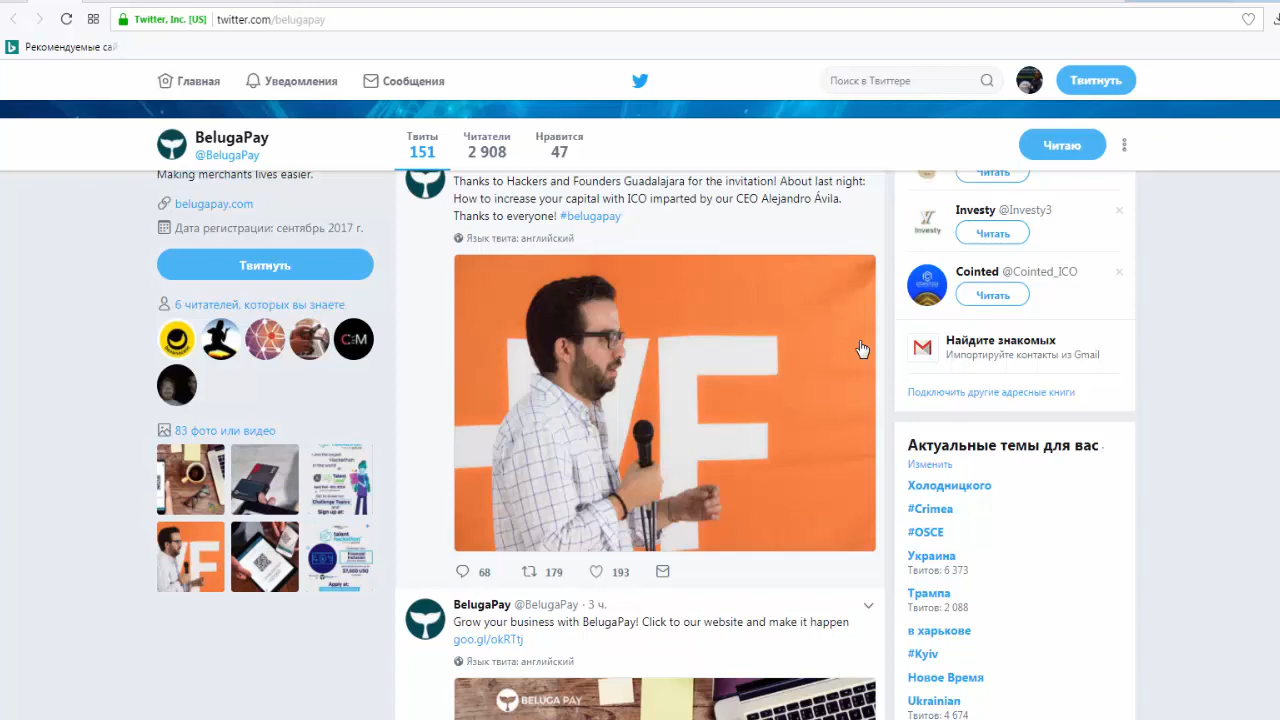 Twitter, Inc. [US]
twitter.com/belugapay
Рекомендуемые сай
Главная
Уведомления
Сообщения
Поиск в Твиттере
Твитнуть
BelugaPay
@BelugaPay
Твиты
151
Читатели
2 908
Нравится
47
Читаю
Making merchants lives easier.
belugapay.com
Дата регистрации: сентябрь 2017 г.
Твитнуть
6 читателей, которых вы знаете
83 фото или видео
Thanks to Hackers and Founders Guadalajara for the invitation! About last night:
How to increase your capital with ICO imparted by our CEO Alejandro Ávila.
Thanks to everyone! #belugapay
Язык твита: английский
68
179
193
BelugaPay @BelugaPay · 3 ч.
Grow your business with BelugaPay! Click to our website and make it happen
goo.gl/okRTtj
Язык твита: английский
BELUGA PAY
Читать
Investy @Investy3
Читать
Cointed @Cointed_ICO
Читать
Найдите знакомых
Импортируйте контакты из Gmail
Подключить другие адресные книги
Актуальные темы для вас ·
Изменить
Холодницкого
#Crimea
#OSCE
Украина
Твитов: 6 373
Трампа
Твитов: 2 088
в харькове
#Kyiv
Новое Время
Ukrainian
Твитов: 4 674